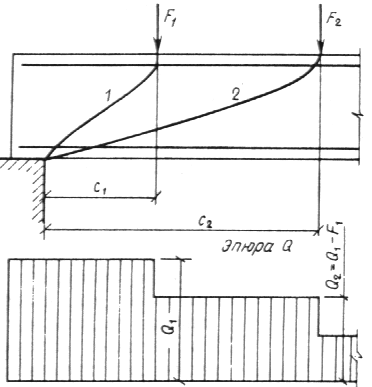 F₁ F₂
1 2
c₁
c₂
Эпюра Q
Q₁
Q₂=Q₁-F₁